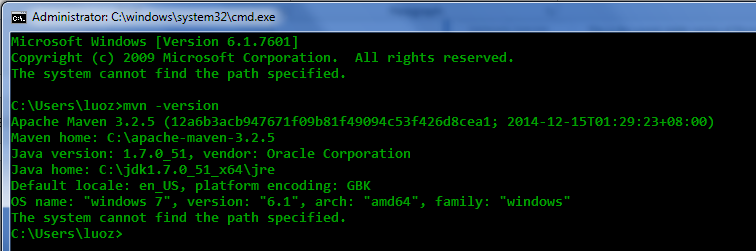 Administrator: C:\windows\system32\cmd.exe
Microsoft Windows [Version 6.1.7601]
Copyright (c) 2009 Microsoft Corporation.  All rights reserved.
The system cannot find the path specified.
C:\Users\luoz>mvn -version
Apache Maven 3.2.5 (12a6b3acb947671f09b81f49094c53f426d8cea1; 2014-12-15T01:29:23+08:00)
Maven home: C:\apache-maven-3.2.5
Java version: 1.7.0_51, vendor: Oracle Corporation
Java home: C:\jdk1.7.0_51_x64\jre
Default locale: en_US, platform encoding: GBK
OS name: "windows 7", version: "6.1", arch: "amd64", family: "windows"
The system cannot find the path specified.
C:\Users\luoz>